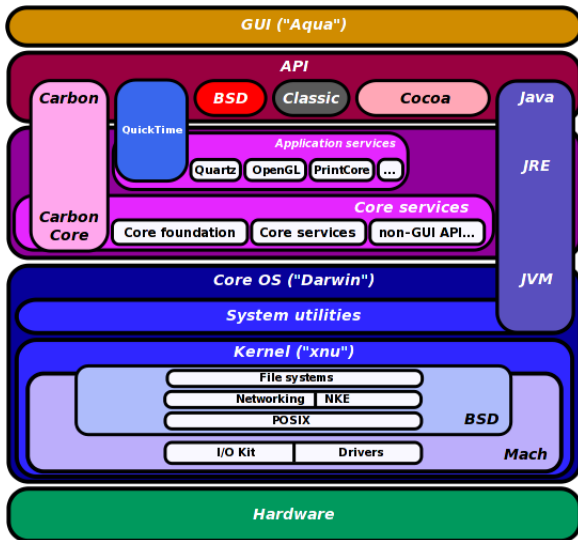 GUI ("Aqua")
API
Carbon
QuickTime
BSD
Classic
Cocoa
Java
Application services
Quartz
OpenGL
PrintCore
...
JRE
Core services
Carbon
Core
Core foundation
Core services
non-GUI API...
Core OS ("Darwin")
JVM
System utilities
Kernel ("xnu")
File systems
Networking
NKE
POSIX
BSD
I/O Kit
Drivers
Mach
Hardware